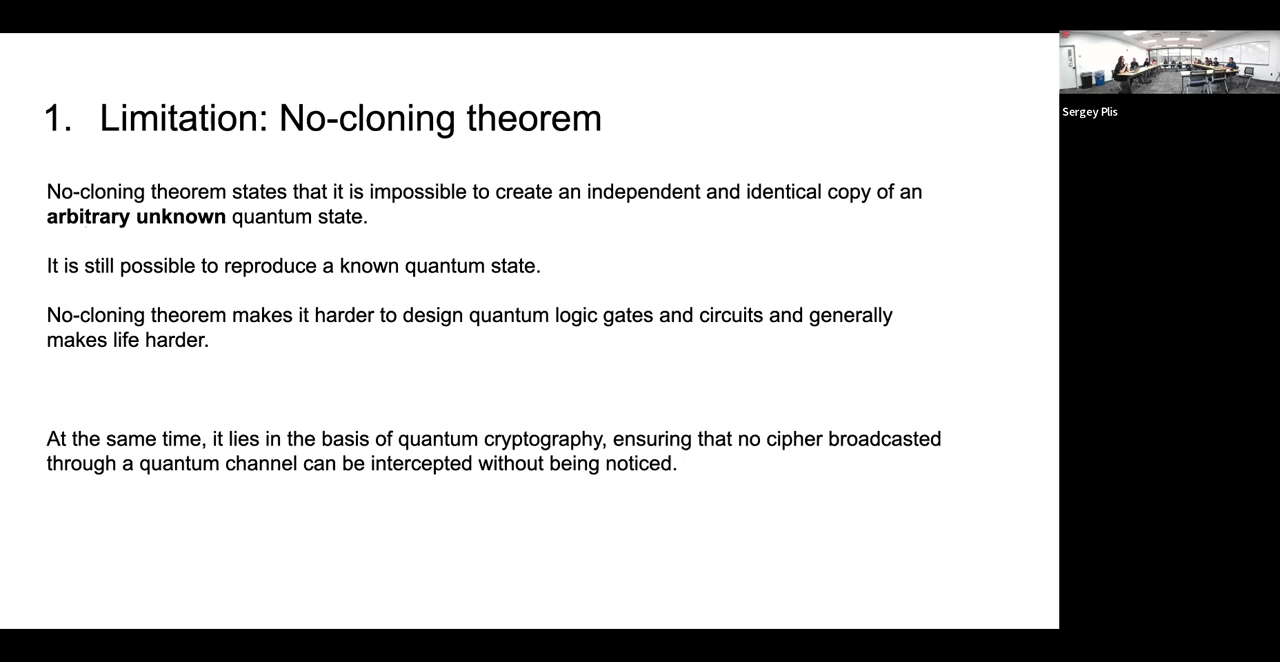 1. Limitation: No-cloning theorem
No-cloning theorem states that it is impossible to create an independent and identical copy of an
arbitrary unknown quantum state.
It is still possible to reproduce a known quantum state.
No-cloning theorem makes it harder to design quantum logic gates and circuits and generally
makes life harder.
At the same time, it lies in the basis of quantum cryptography, ensuring that no cipher broadcasted
through a quantum channel can be intercepted without being noticed.
Sergey Plis